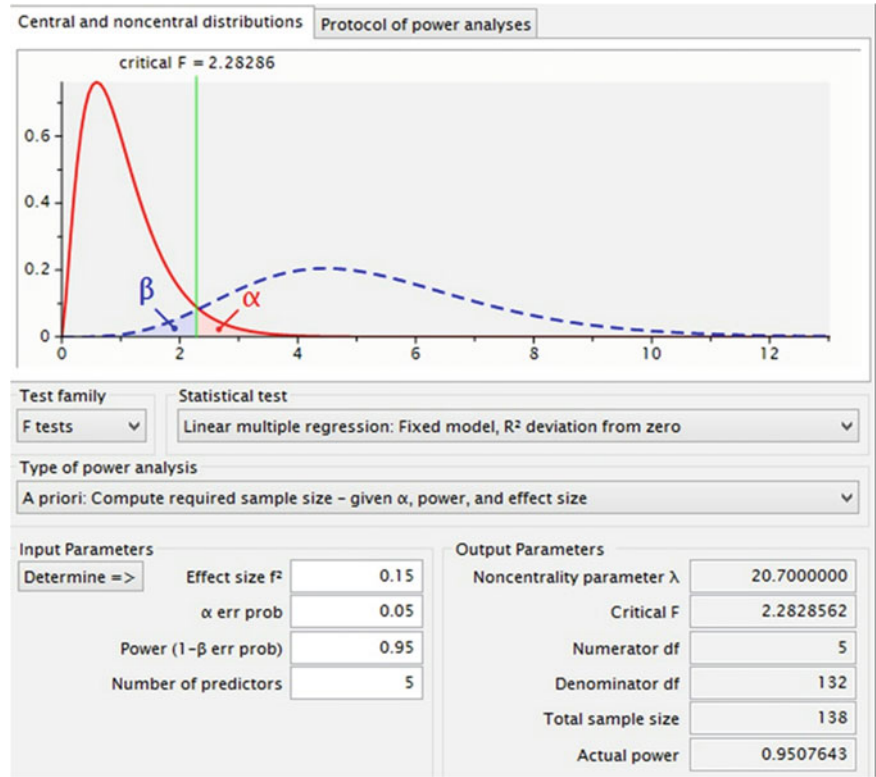 Central and noncentral distributions
Protocol of power analyses
critical F = 2.28286
0.6
0.4
0.2
0
β
α
0 2 4 6 8 10 12
Test family
Statistical test
F tests
Linear multiple regression: Fixed model, R² deviation from zero
Type of power analysis
A priori: Compute required sample size – given α, power, and effect size
Input Parameters
Determine =>
Effect size f² 0.15
α err prob 0.05
Power (1-β err prob) 0.95
Number of predictors 5
Output Parameters
Noncentrality parameter λ 20.7000000
Critical F 2.2828562
Numerator df 5
Denominator df 132
Total sample size 138
Actual power 0.9507643